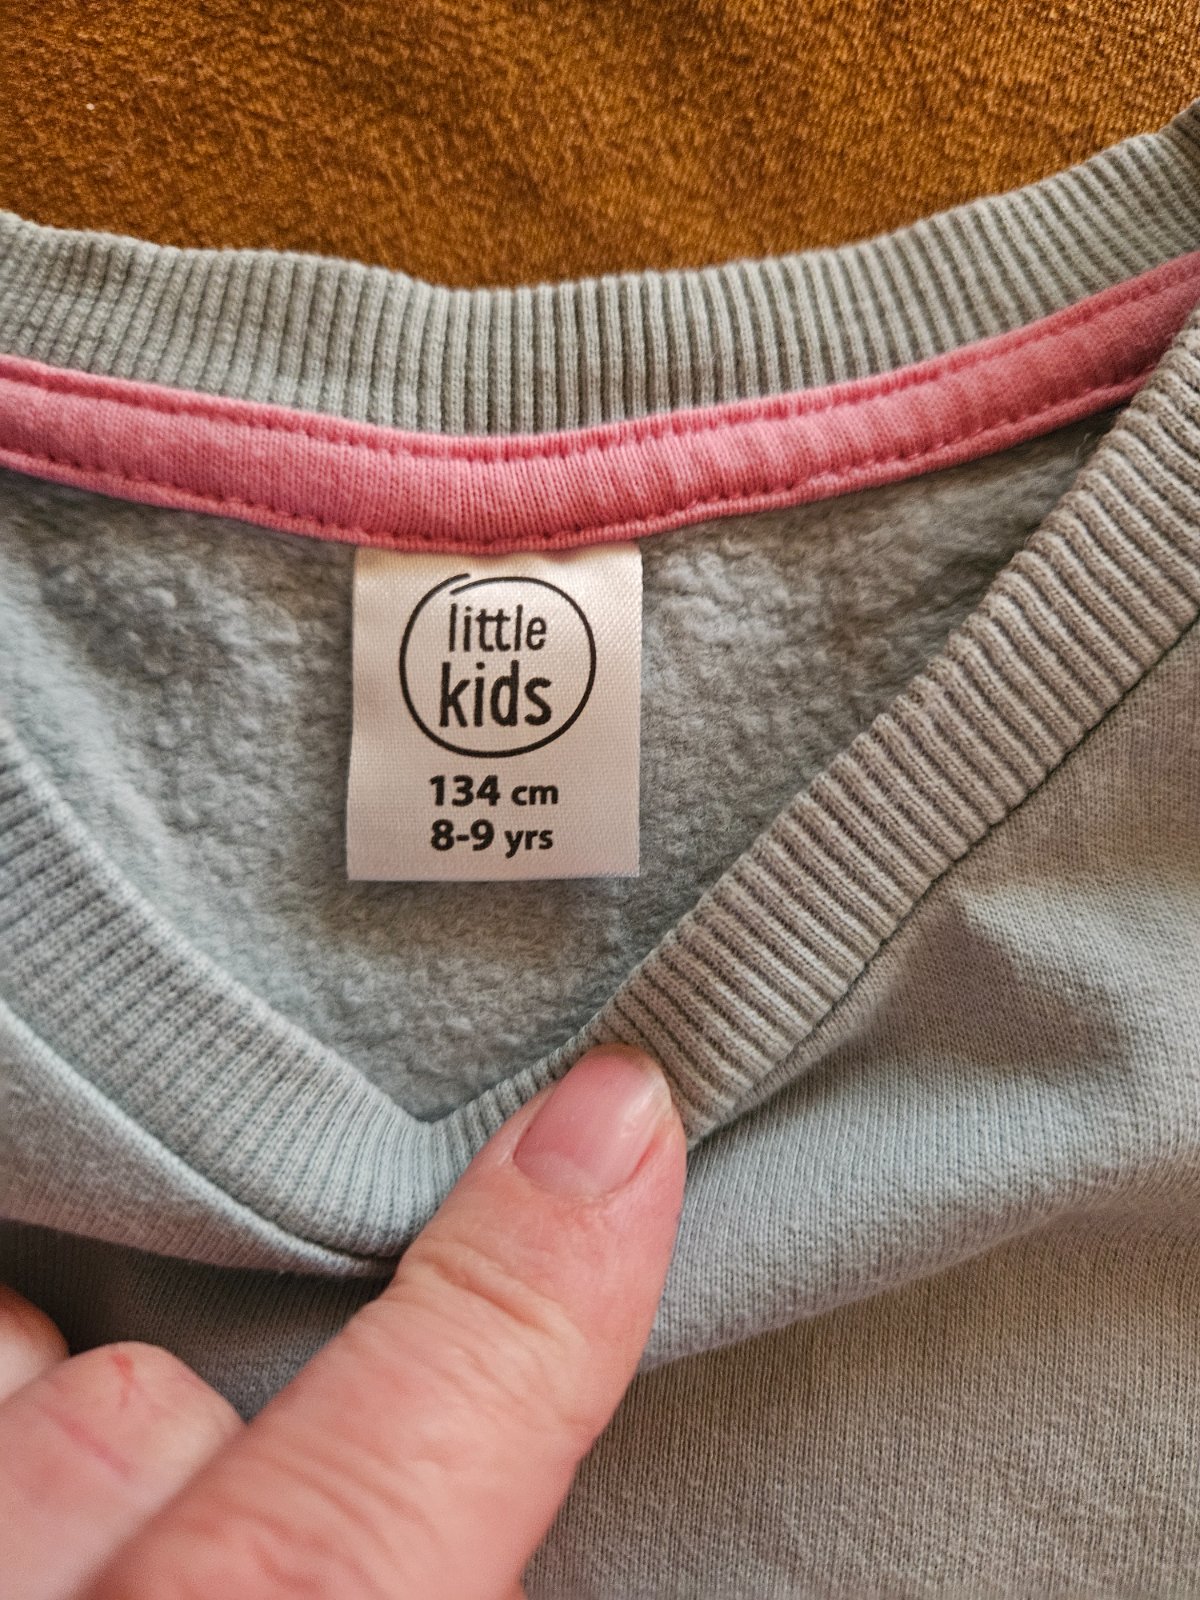 little
kids
134 cm
8-9 yrs